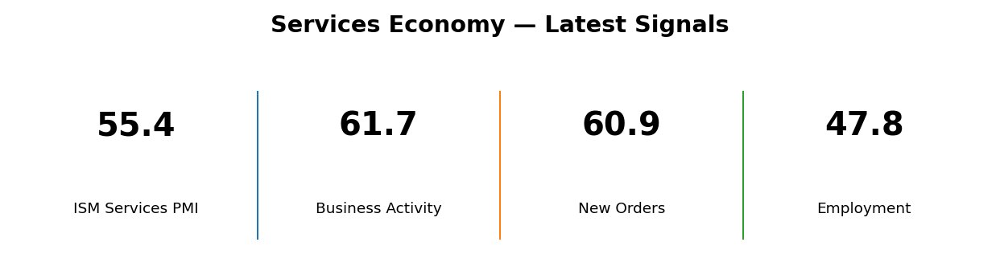 Services Economy — Latest Signals
55.4
61.7
60.9
47.8
ISM Services PMI
Business Activity
New Orders
Employment